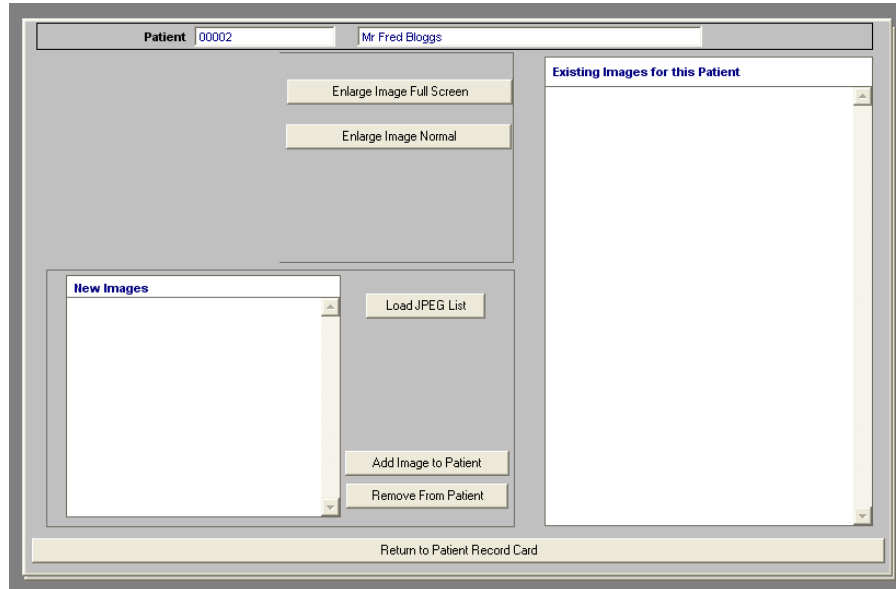 Patient 00002 Mr Fred Bloggs
Enlarge Image Full Screen
Enlarge Image Normal
Existing Images for this Patient
New Images
Load JPEG List
Add Image to Patient
Remove From Patient
Return to Patient Record Card